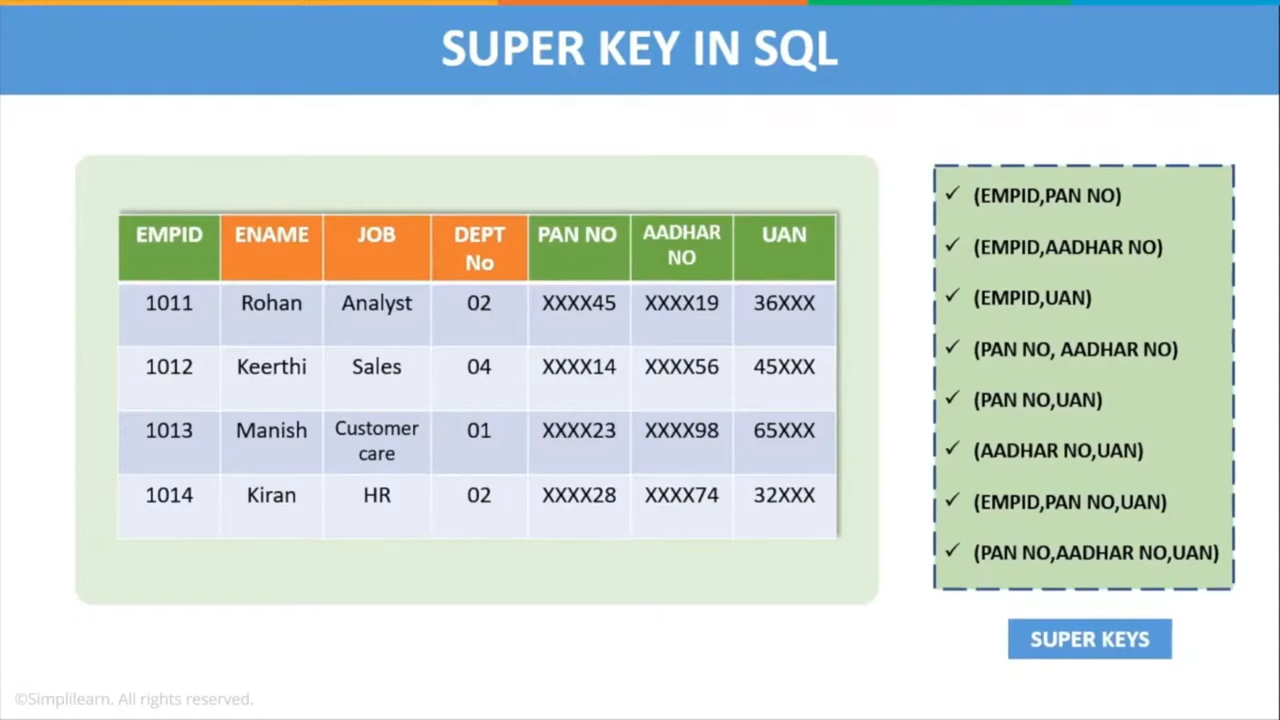 SUPER KEY IN SQL
EMPID ENAME JOB DEPT No PAN NO AADHAR NO UAN
1011 Rohan Analyst 02 XXXX45 XXXX19 36XXX
1012 Keerthi Sales 04 XXXX14 XXXX56 45XXX
1013 Manish Customer care 01 XXXX23 XXXX98 65XXX
1014 Kiran HR 02 XXXX28 XXXX74 32XXX
✓ (EMPID,PAN NO)
✓ (EMPID,AADHAR NO)
✓ (EMPID,UAN)
✓ (PAN NO, AADHAR NO)
✓ (PAN NO,UAN)
✓ (AADHAR NO,UAN)
✓ (EMPID,PAN NO,UAN)
✓ (PAN NO,AADHAR NO,UAN)
SUPER KEYS
©Simplilearn. All rights reserved.